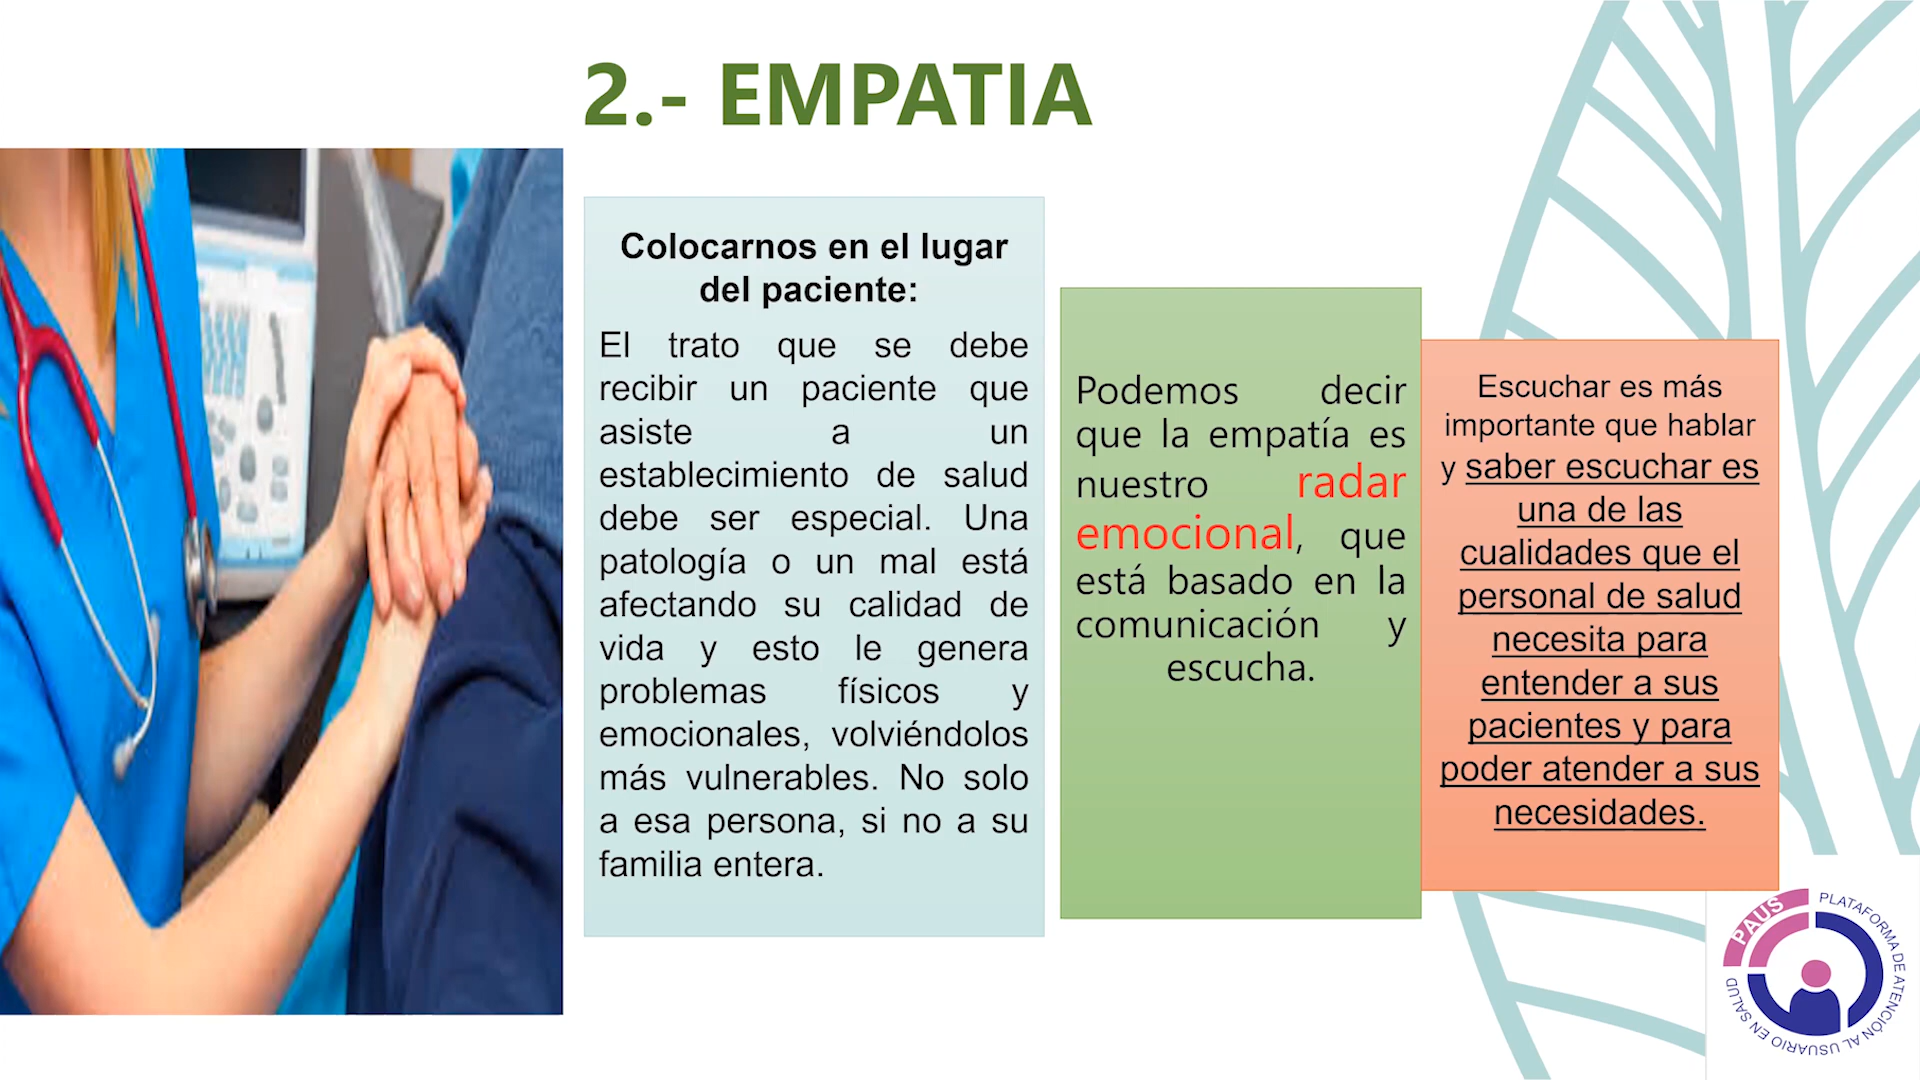 2.- EMPATIA
Colocarnos en el lugar
del paciente:
El trato que se debe
recibir un paciente que
asiste a un
establecimiento de salud
debe ser especial. Una
patología o un mal está
afectando su calidad de
vida y esto le genera
problemas físicos y
emocionales, volviéndolos
más vulnerables. No solo
a esa persona, si no a su
familia entera.
Podemos decir
que la empatía es
nuestro radar
emocional, que
está basado en la
comunicación y
escucha.
Escuchar es más
importante que hablar
y saber escuchar es
una de las
cualidades que el
personal de salud
necesita para
entender a sus
pacientes y para
poder atender a sus
necesidades.
PAUS
PLATAFORMA DE ATENCIÓN AL USUARIO EN SALUD